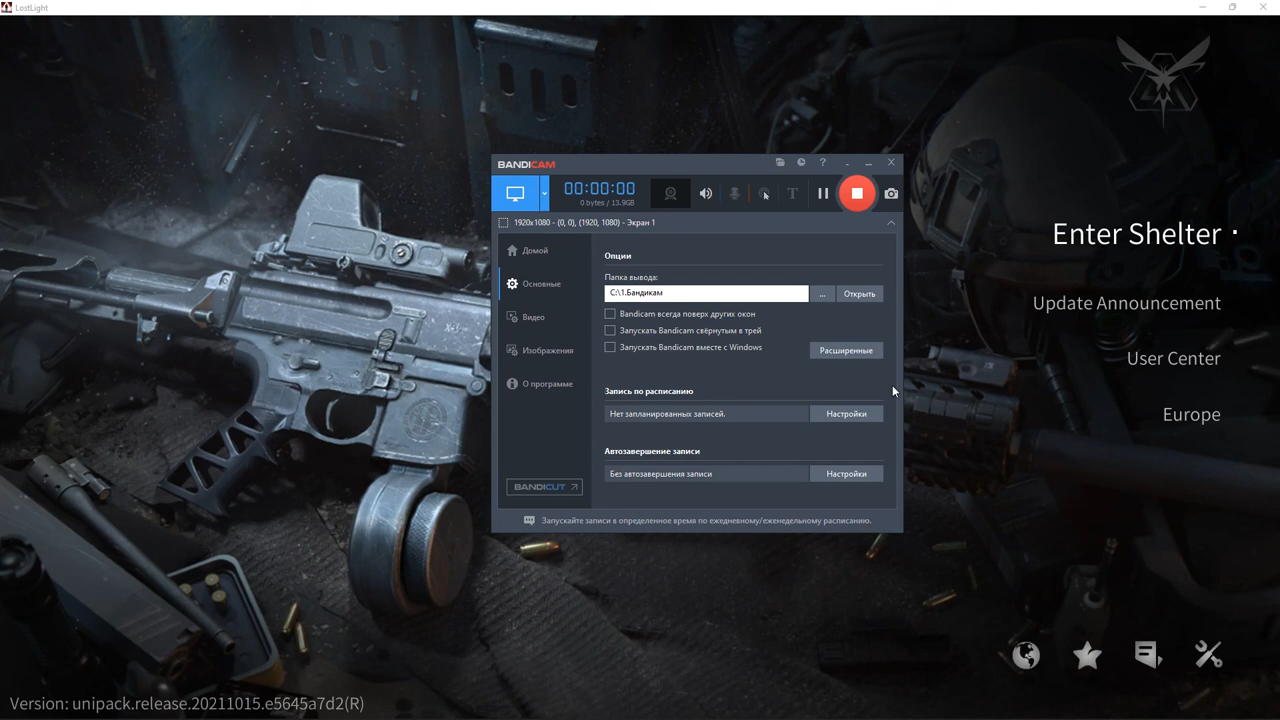 LostLight
BANDICAM
?
00:00:00
0 bytes / 13.9GB
T
1920x1080 - (0, 0), (1920, 1080) - Экран 1
Домой
Основные
Видео
Изображения
О программе
BANDICUT
Опции
Папка вывода:
C:\1.Бандикам
...
Открыть
Bandicam всегда поверх других окон
Запускать Bandicam свёрнутым в трей
Запускать Bandicam вместе с Windows
Расширенные
Запись по расписанию
Нет запланированных записей.
Настройки
Автозавершение записи
Без автозавершения записи
Настройки
Запускайте записи в определенное время по ежедневному/еженедельному расписанию.
Enter Shelter ·
Update Announcement
User Center
Europe
Version: unipack.release.20211015.e5645a7d2(R)